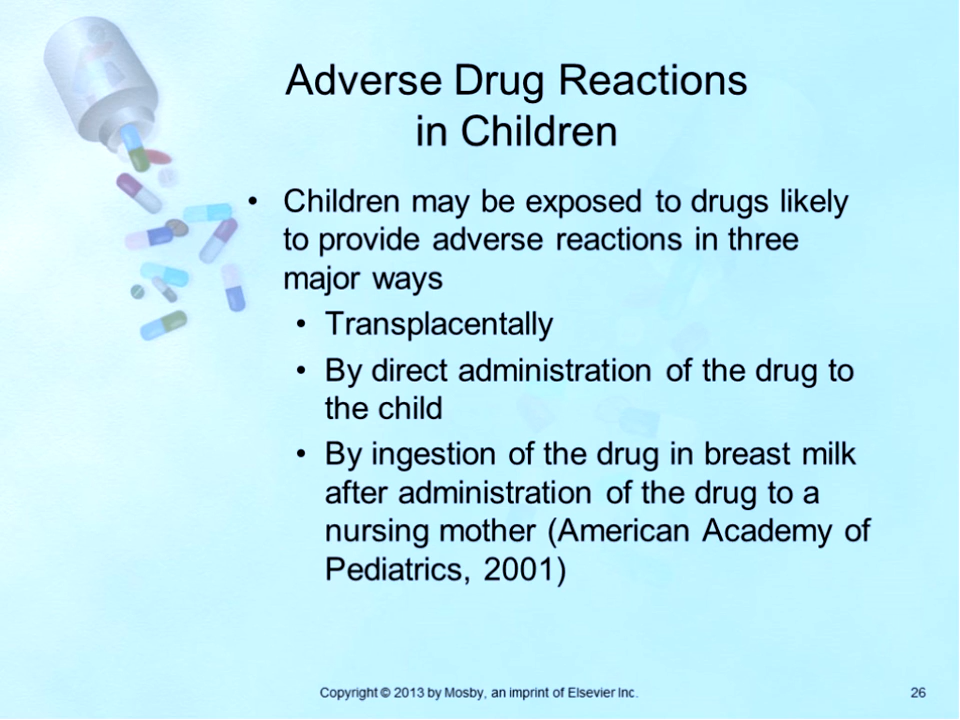 Adverse Drug Reactions
in Children
• Children may be exposed to drugs likely
to provide adverse reactions in three
major ways
• Transplacentally
• By direct administration of the drug to
the child
• By ingestion of the drug in breast milk
after administration of the drug to a
nursing mother (American Academy of
Pediatrics, 2001)
Copyright © 2013 by Mosby, an imprint of Elsevier Inc.
26